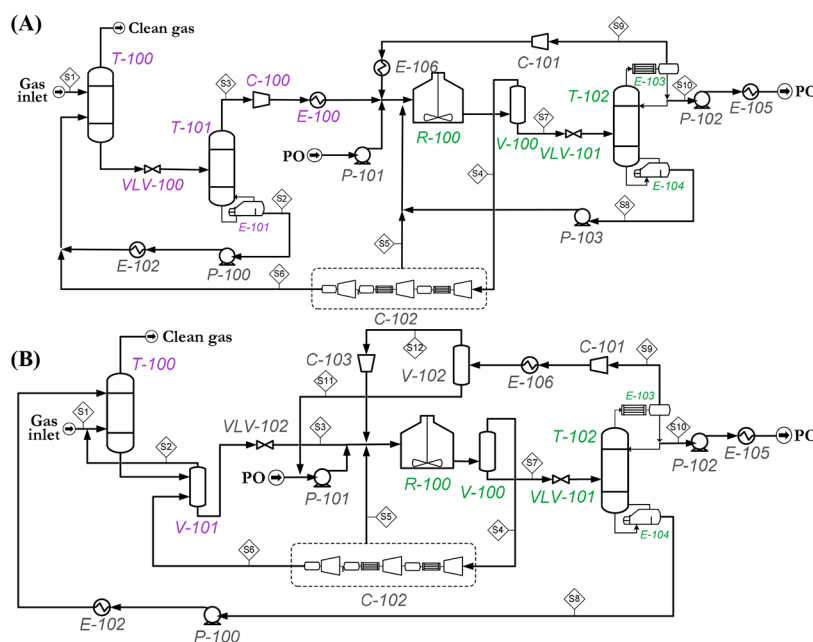 (A)
Clean gas
T-100
S1
Gas
inlet
S3
C-100
E-100
T-101
VLV-100
S2
E-101
E-102
P-100
S6
PO
P-101
E-106
C-101
S9
R-100
S4
V-100
S7
VLV-101
T-102
E-103
S10
P-102
E-105
PO
E-104
P-103
S8
S5
C-102
(B)
Clean gas
T-100
S1
Gas
inlet
S2
V-101
VLV-102
S3
S11
PO
P-101
C-103
S12
V-102
E-106
C-101
S9
R-100
V-100
S4
S7
VLV-101
T-102
E-103
S10
P-102
E-105
PO
E-104
S5
S6
C-102
E-102
P-100
S8